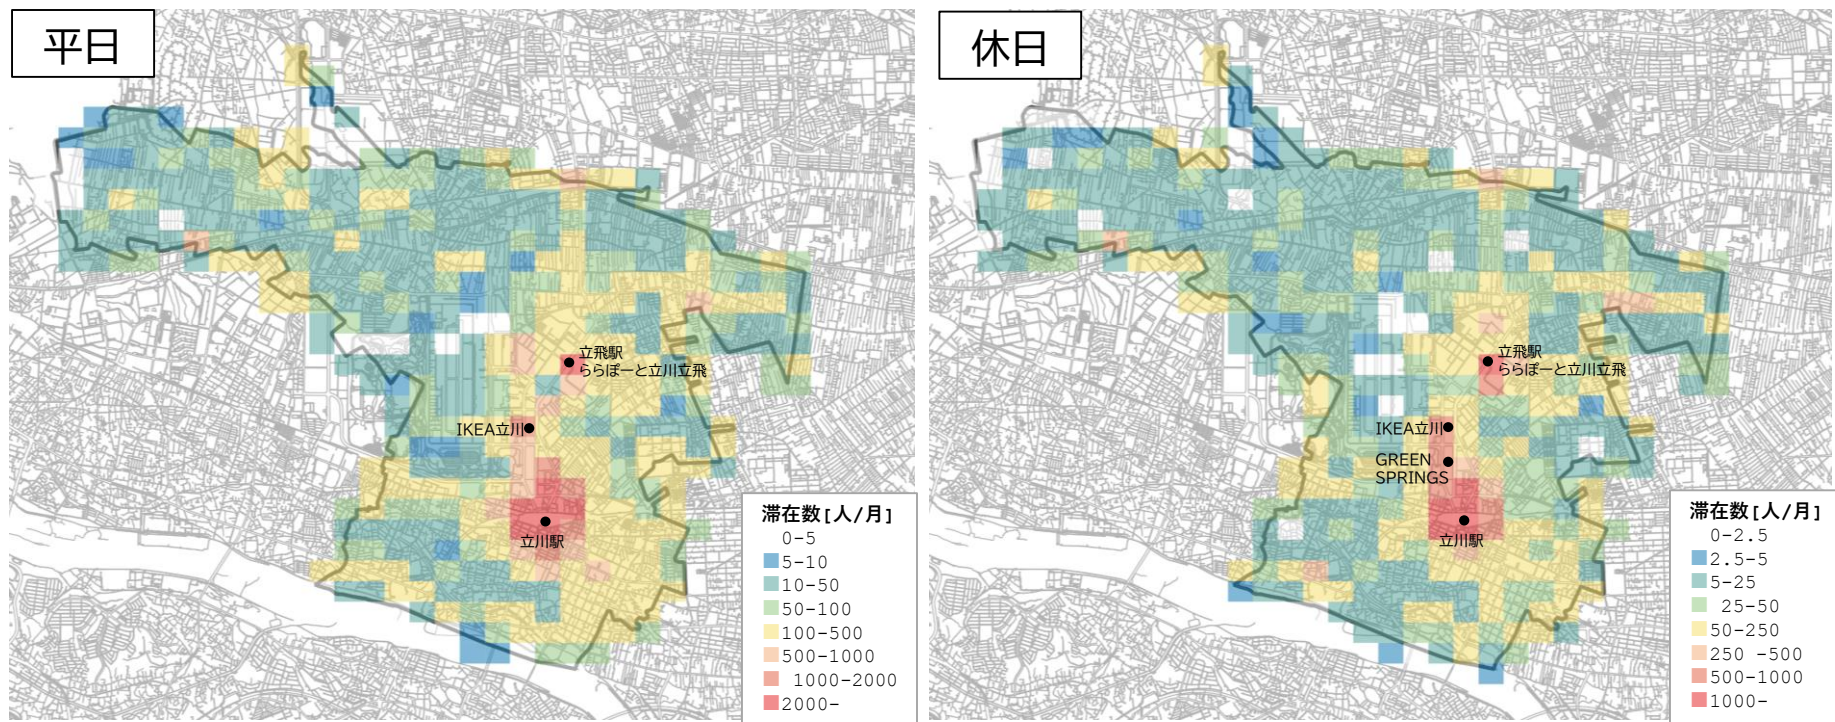 平日
立飛駅
ららぽーと立川立飛
IKEA立川
立川駅
滞在数[人/月]
0-5
5-10
10-50
50-100
100-500
500-1000
1000-2000
2000-
休日
立飛駅
ららぽーと立川立飛
IKEA立川
GREEN
SPRINGS
立川駅
滞在数[人/月]
0-2.5
2.5-5
5-25
25-50
50-250
250 -500
500-1000
1000-